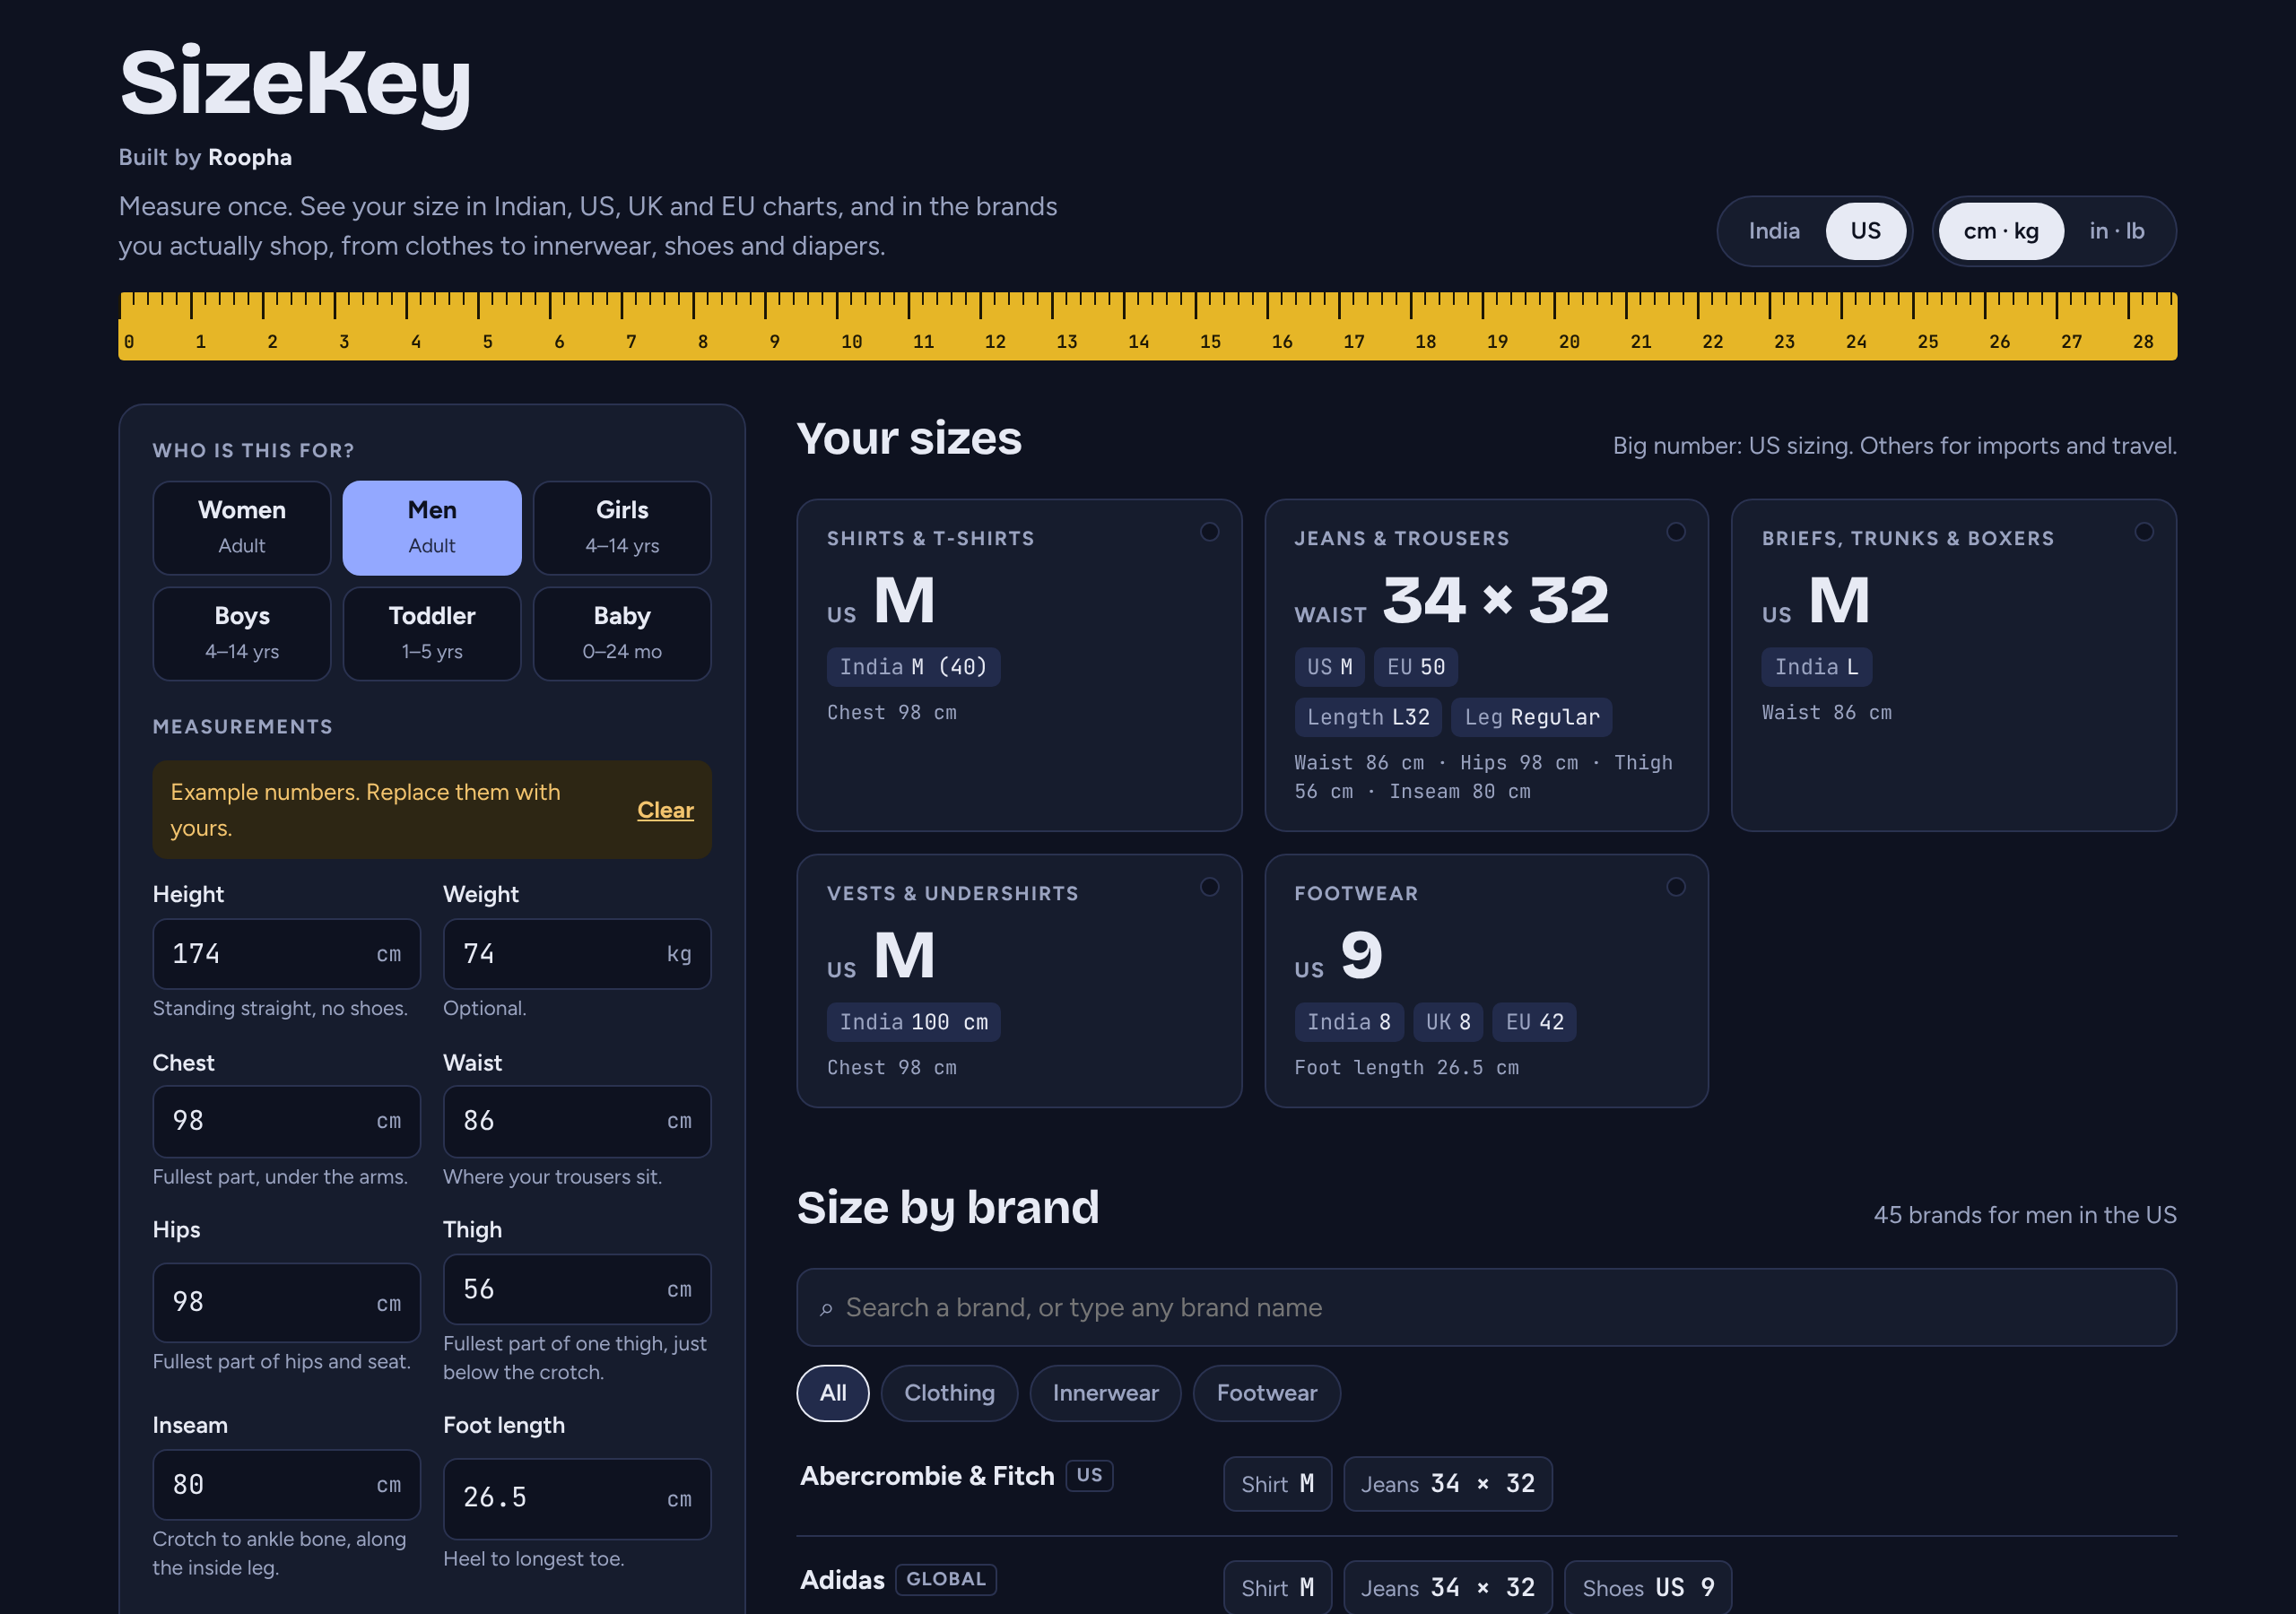 SizeKey
Built by Roopha
Measure once. See your size in Indian, US, UK and EU charts, and in the brands
you actually shop, from clothes to innerwear, shoes and diapers.
India US cm · kg in · lb
0 1 2 3 4 5 6 7 8 9 10 11 12 13 14 15 16 17 18 19 20 21 22 23 24 25 26 27 28
WHO IS THIS FOR?
Women
Adult
Men
Adult
Girls
4–14 yrs
Boys
4–14 yrs
Toddler
1–5 yrs
Baby
0–24 mo
MEASUREMENTS
Example numbers. Replace them with
yours.
Clear
Height
174 cm
Standing straight, no shoes.
Weight
74 kg
Optional.
Chest
98 cm
Fullest part, under the arms.
Waist
86 cm
Where your trousers sit.
Hips
98 cm
Fullest part of hips and seat.
Thigh
56 cm
Fullest part of one thigh, just
below the crotch.
Inseam
80 cm
Crotch to ankle bone, along
the inside leg.
Foot length
26.5 cm
Heel to longest toe.
Your sizes
Big number: US sizing. Others for imports and travel.
SHIRTS & T-SHIRTS
US M
India M (40)
Chest 98 cm
JEANS & TROUSERS
WAIST 34 × 32
US M EU 50
Length L32 Leg Regular
Waist 86 cm · Hips 98 cm · Thigh
56 cm · Inseam 80 cm
BRIEFS, TRUNKS & BOXERS
US M
India L
Waist 86 cm
VESTS & UNDERSHIRTS
US M
India 100 cm
Chest 98 cm
FOOTWEAR
US 9
India 8 UK 8 EU 42
Foot length 26.5 cm
Size by brand
45 brands for men in the US
Search a brand, or type any brand name
All Clothing Innerwear Footwear
Abercrombie & Fitch US Shirt M Jeans 34 × 32
Adidas GLOBAL Shirt M Jeans 34 × 32 Shoes US 9